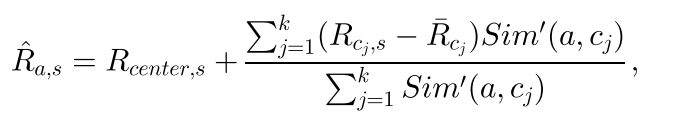 $\hat{R}_{a,s} = R_{center,s} + \frac{\sum_{j=1}^{k}(R_{c_j,s} - \bar{R}_{c_j})Sim'(a,c_j)}{\sum_{j=1}^{k} Sim'(a,c_j)},$